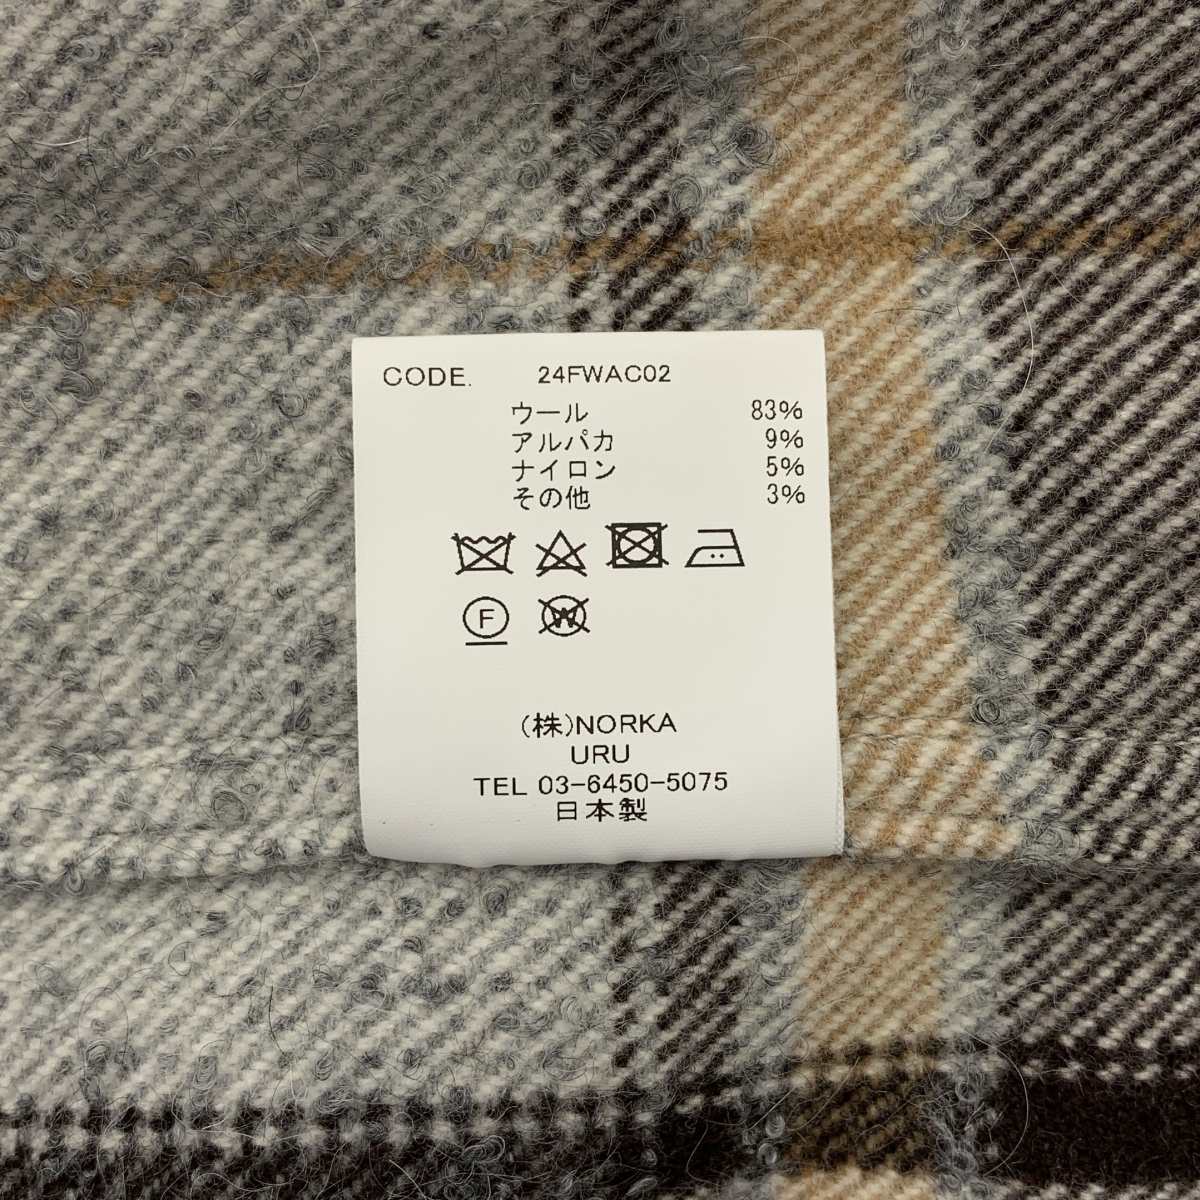 CODE. 24FWAC02
ウール 83%
アルパカ 9%
ナイロン 5%
その他 3%
F W
(株)NORKA
URU
TEL 03-6450-5075
日本製